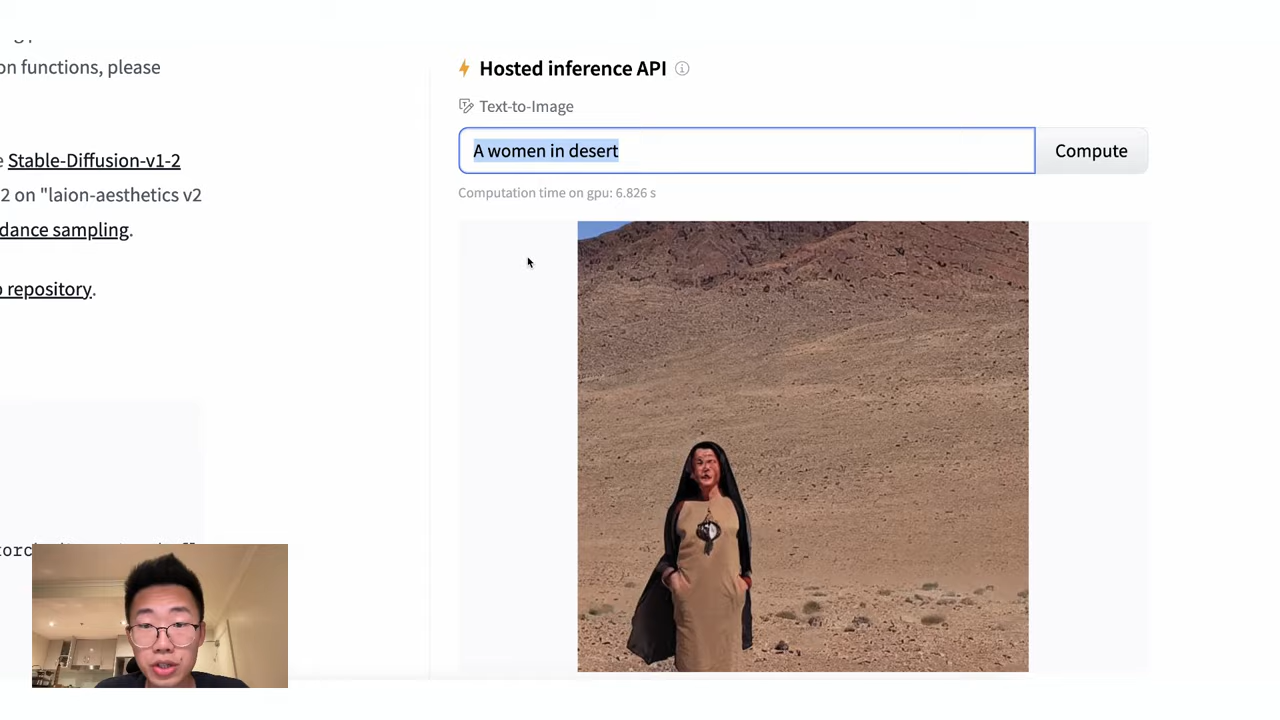 on functions, please
Stable-Diffusion-v1-2
2 on "laion-aesthetics v2
dance sampling.
repository.
Hosted inference API
Text-to-Image
A women in desert
Compute
Computation time on gpu: 6.826 s